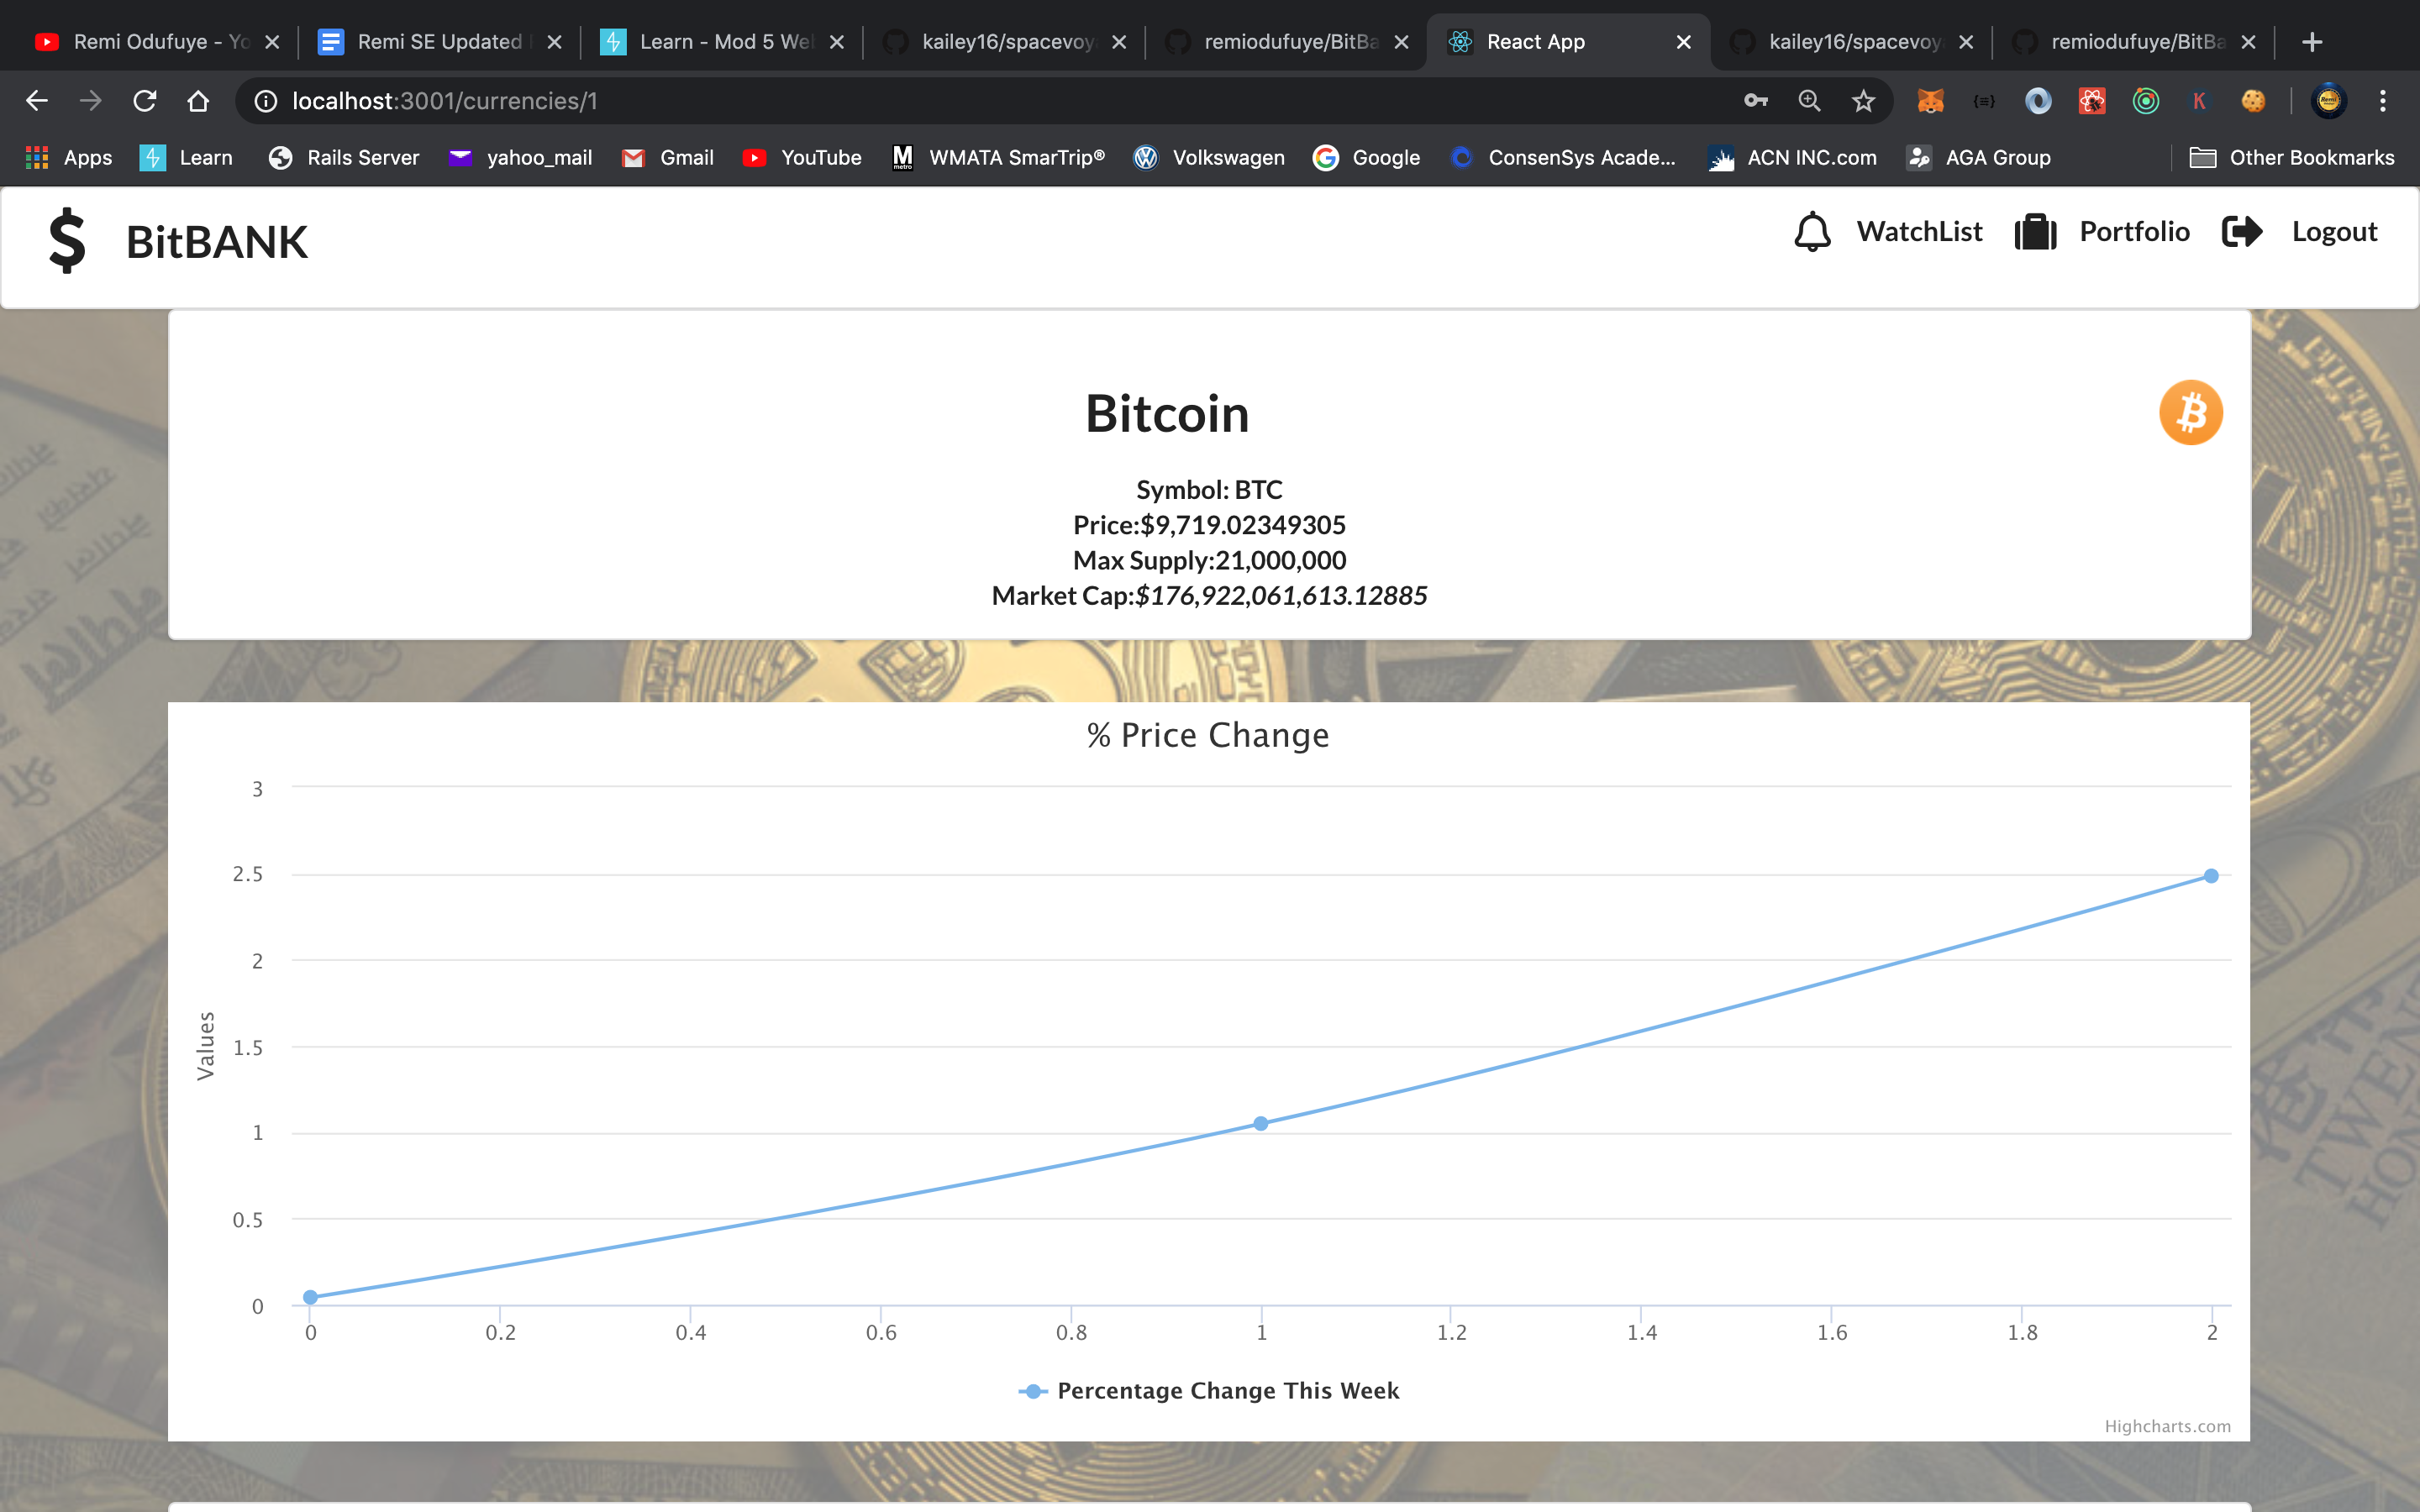 Remi Odufuye - Yo
Remi SE Updated
Learn - Mod 5 We
kailey16/spacevoy
remiodufuye/BitBa
React App
kailey16/spacevoy
remiodufuye/BitBa
localhost:3001/currencies/1
Apps
Learn
Rails Server
yahoo_mail
Gmail
YouTube
WMATA SmarTrip®
Volkswagen
Google
ConsenSys Acade...
ACN INC.com
AGA Group
Other Bookmarks
BitBANK
WatchList
Portfolio
Logout
Bitcoin
Symbol: BTC
Price:$9,719.02349305
Max Supply:21,000,000
Market Cap:$176,922,061,613.12885
% Price Change
Values
3
2.5
2
1.5
1
0.5
0
0 0.2 0.4 0.6 0.8 1 1.2 1.4 1.6 1.8 2
Percentage Change This Week
Highcharts.com